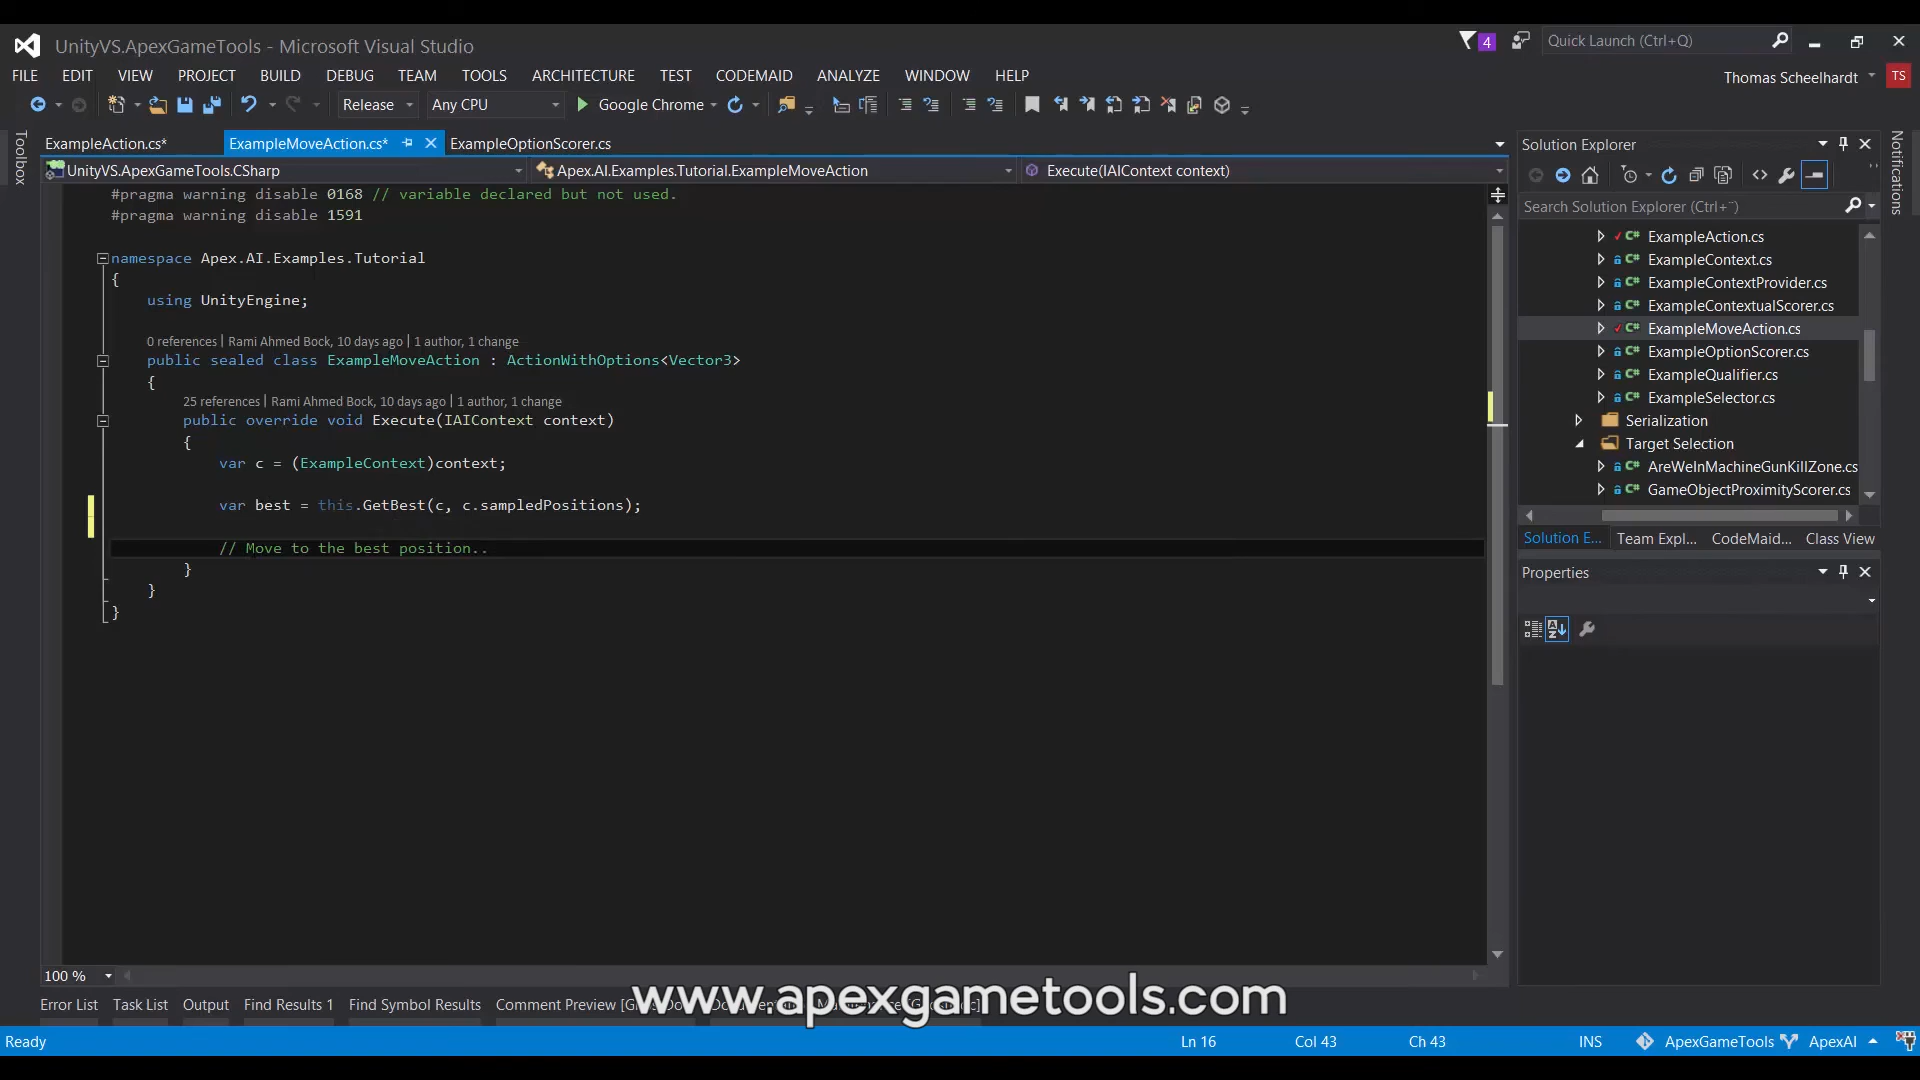 UnityVS.ApexGameTools - Microsoft Visual Studio
4
Quick Launch (Ctrl+Q)
FILE EDIT VIEW PROJECT BUILD DEBUG TEAM TOOLS ARCHITECTURE TEST CODEMAID ANALYZE WINDOW HELP
Thomas Scheelhardt TS
Release Any CPU Google Chrome
Toolbox
ExampleAction.cs* ExampleMoveAction.cs* ExampleOptionScorer.cs
UnityVS.ApexGameTools.CSharp Apex.AI.Examples.Tutorial.ExampleMoveAction Execute(IAIContext context)
#pragma warning disable 0168 // variable declared but not used.
#pragma warning disable 1591
namespace Apex.AI.Examples.Tutorial
{
using UnityEngine;
0 references | Rami Ahmed Bock, 10 days ago | 1 author, 1 change
public sealed class ExampleMoveAction : ActionWithOptions<Vector3>
{
25 references | Rami Ahmed Bock, 10 days ago | 1 author, 1 change
public override void Execute(IAIContext context)
{
var c = (ExampleContext)context;
var best = this.GetBest(c, c.sampledPositions);
// Move to the best position..
}
}
}
100 %
Solution Explorer
Notifications
Search Solution Explorer (Ctrl+¨)
C# ExampleAction.cs
C# ExampleContext.cs
C# ExampleContextProvider.cs
C# ExampleContextualScorer.cs
C# ExampleMoveAction.cs
C# ExampleOptionScorer.cs
C# ExampleQualifier.cs
C# ExampleSelector.cs
Serialization
Target Selection
C# AreWeInMachineGunKillZone.cs
C# GameObjectProximityScorer.cs
Solution E... Team Expl... CodeMaid... Class View
Properties
Error List Task List Output Find Results 1 Find Symbol Results Comment Preview
www.apexgametools.com
Ready Ln 16 Col 43 Ch 43 INS ApexGameTools ApexAI